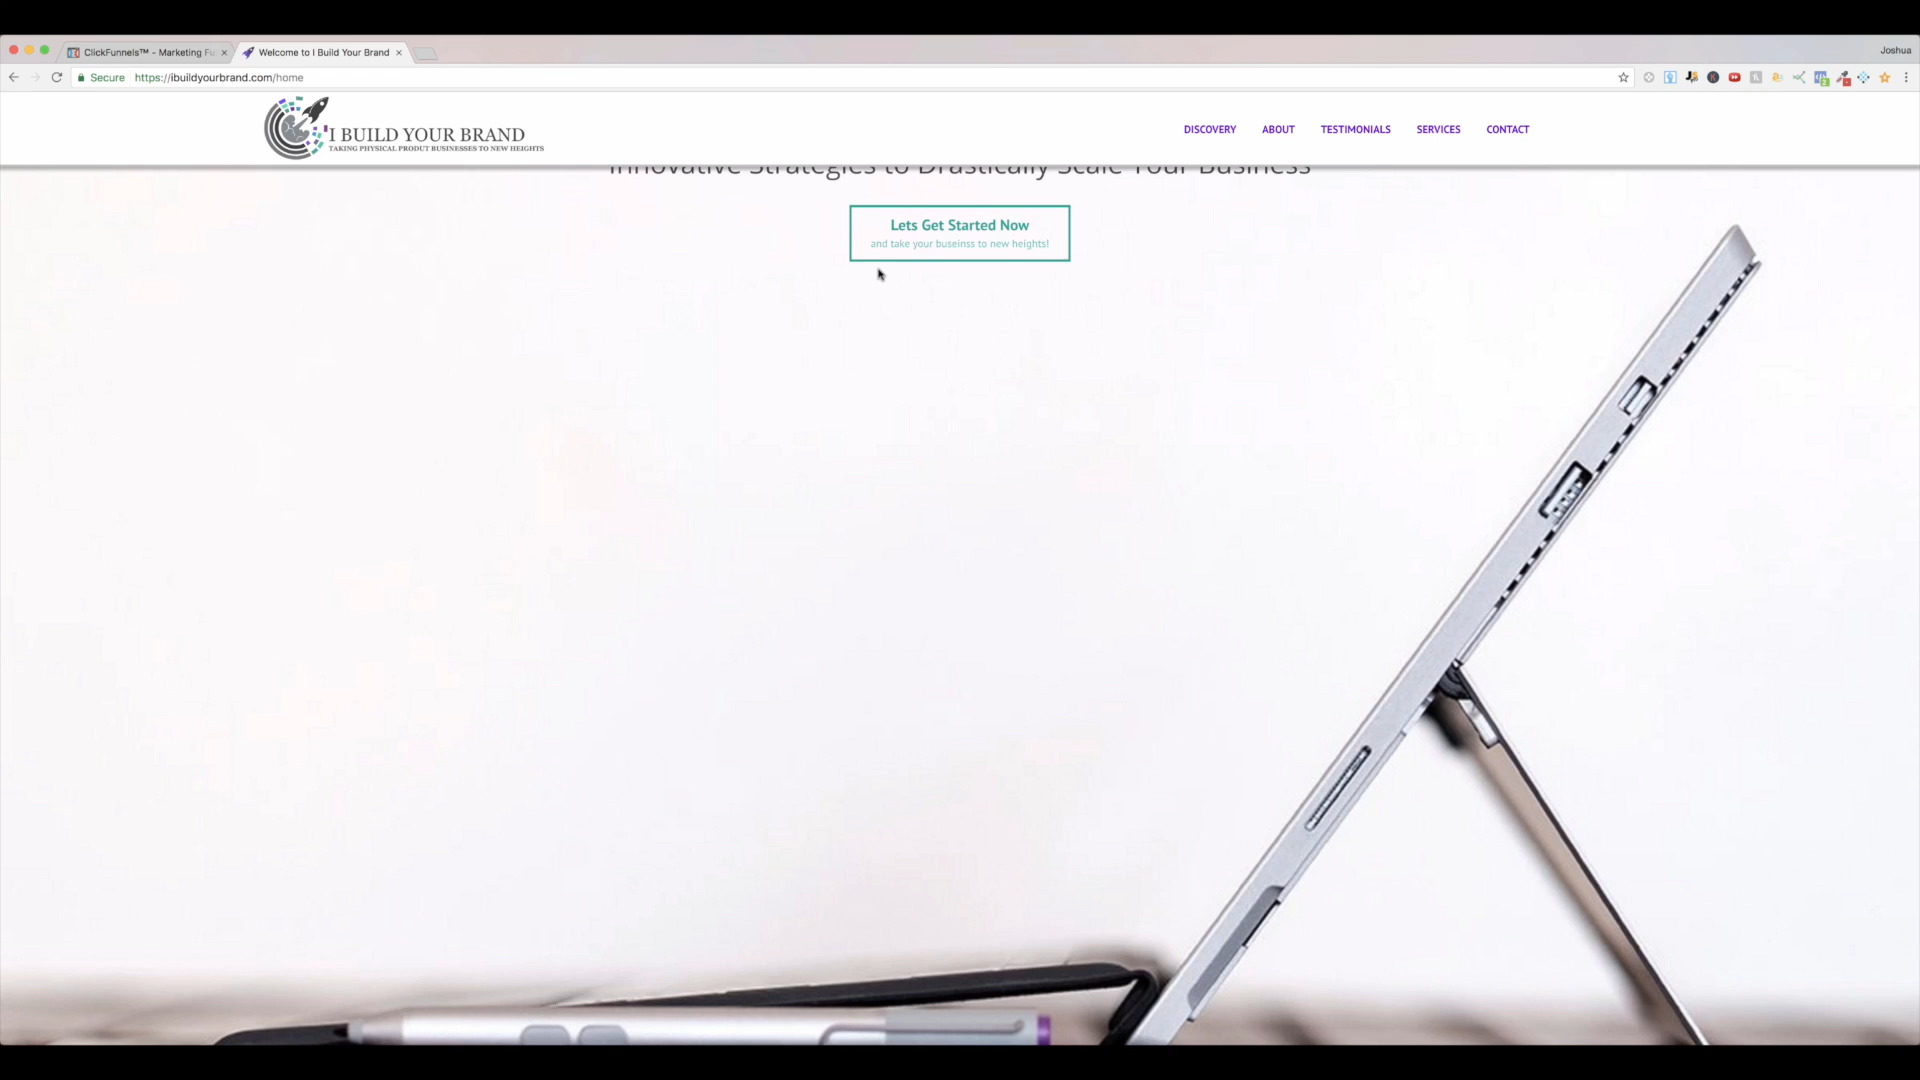 ClickFunnels™ - Marketing Fu
Welcome to I Build Your Brand
Joshua
Secure https://ibuildyourbrand.com/home
I BUILD YOUR BRAND
TAKING PHYSICAL PRODUT BUSINESSES TO NEW HEIGHTS
DISCOVERY ABOUT TESTIMONIALS SERVICES CONTACT
Innovative Strategies to Drastically Scale Your Business
Lets Get Started Now
and take your buseinss to new heights!